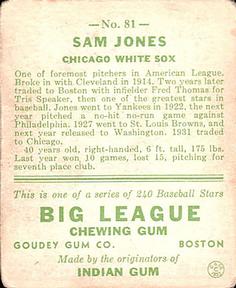 — No. 81 —
SAM JONES
CHICAGO WHITE SOX
One of foremost pitchers in American League.
Broke in with Cleveland in 1914. Two years later
traded to Boston with infielder Fred Thomas for
Tris Speaker, then one of the greatest stars in
baseball. Jones went to Yankees in 1922, the next
year pitched a no-hit no-run game against
Philadelphia. 1927 went to St. Louis Browns, and
next year released to Washington. 1931 traded
to Chicago.
40 years old, right-handed, 6 ft. tall, 175 lbs.
Last year won 10 games, lost 15, pitching for
seventh place club.
This is one of a series of 240 Baseball Stars
BIG LEAGUE
CHEWING GUM
GOUDEY GUM CO. BOSTON
Made by the originators of
INDIAN GUM